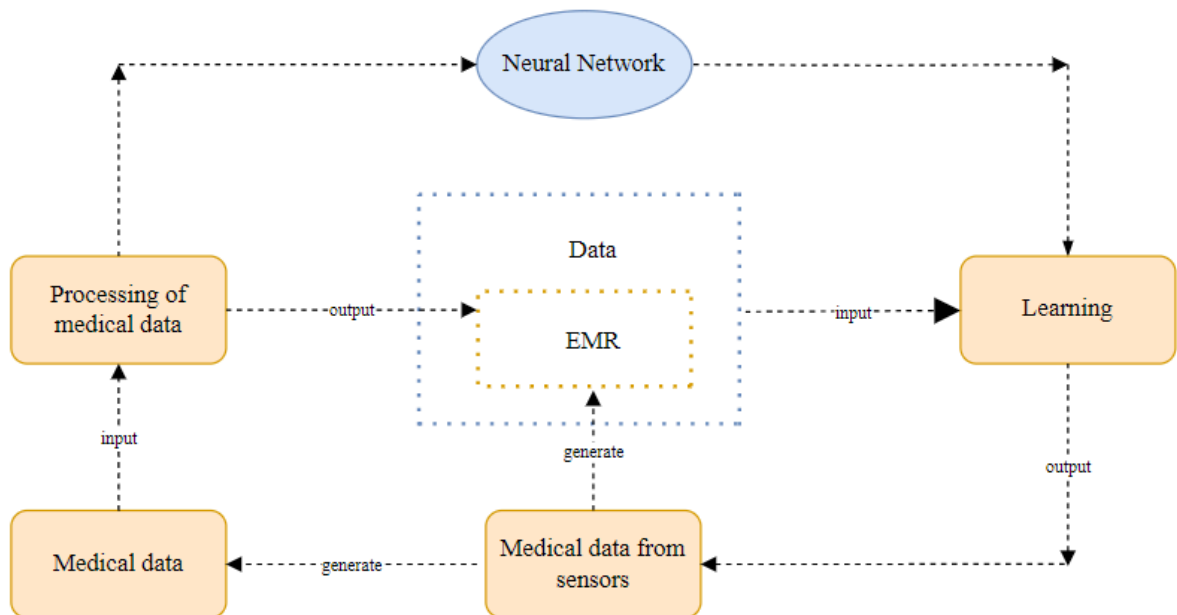 Neural Network
Data
Processing of
medical data
output
EMR
input
Learning
input
generate
output
Medical data
generate
Medical data from
sensors